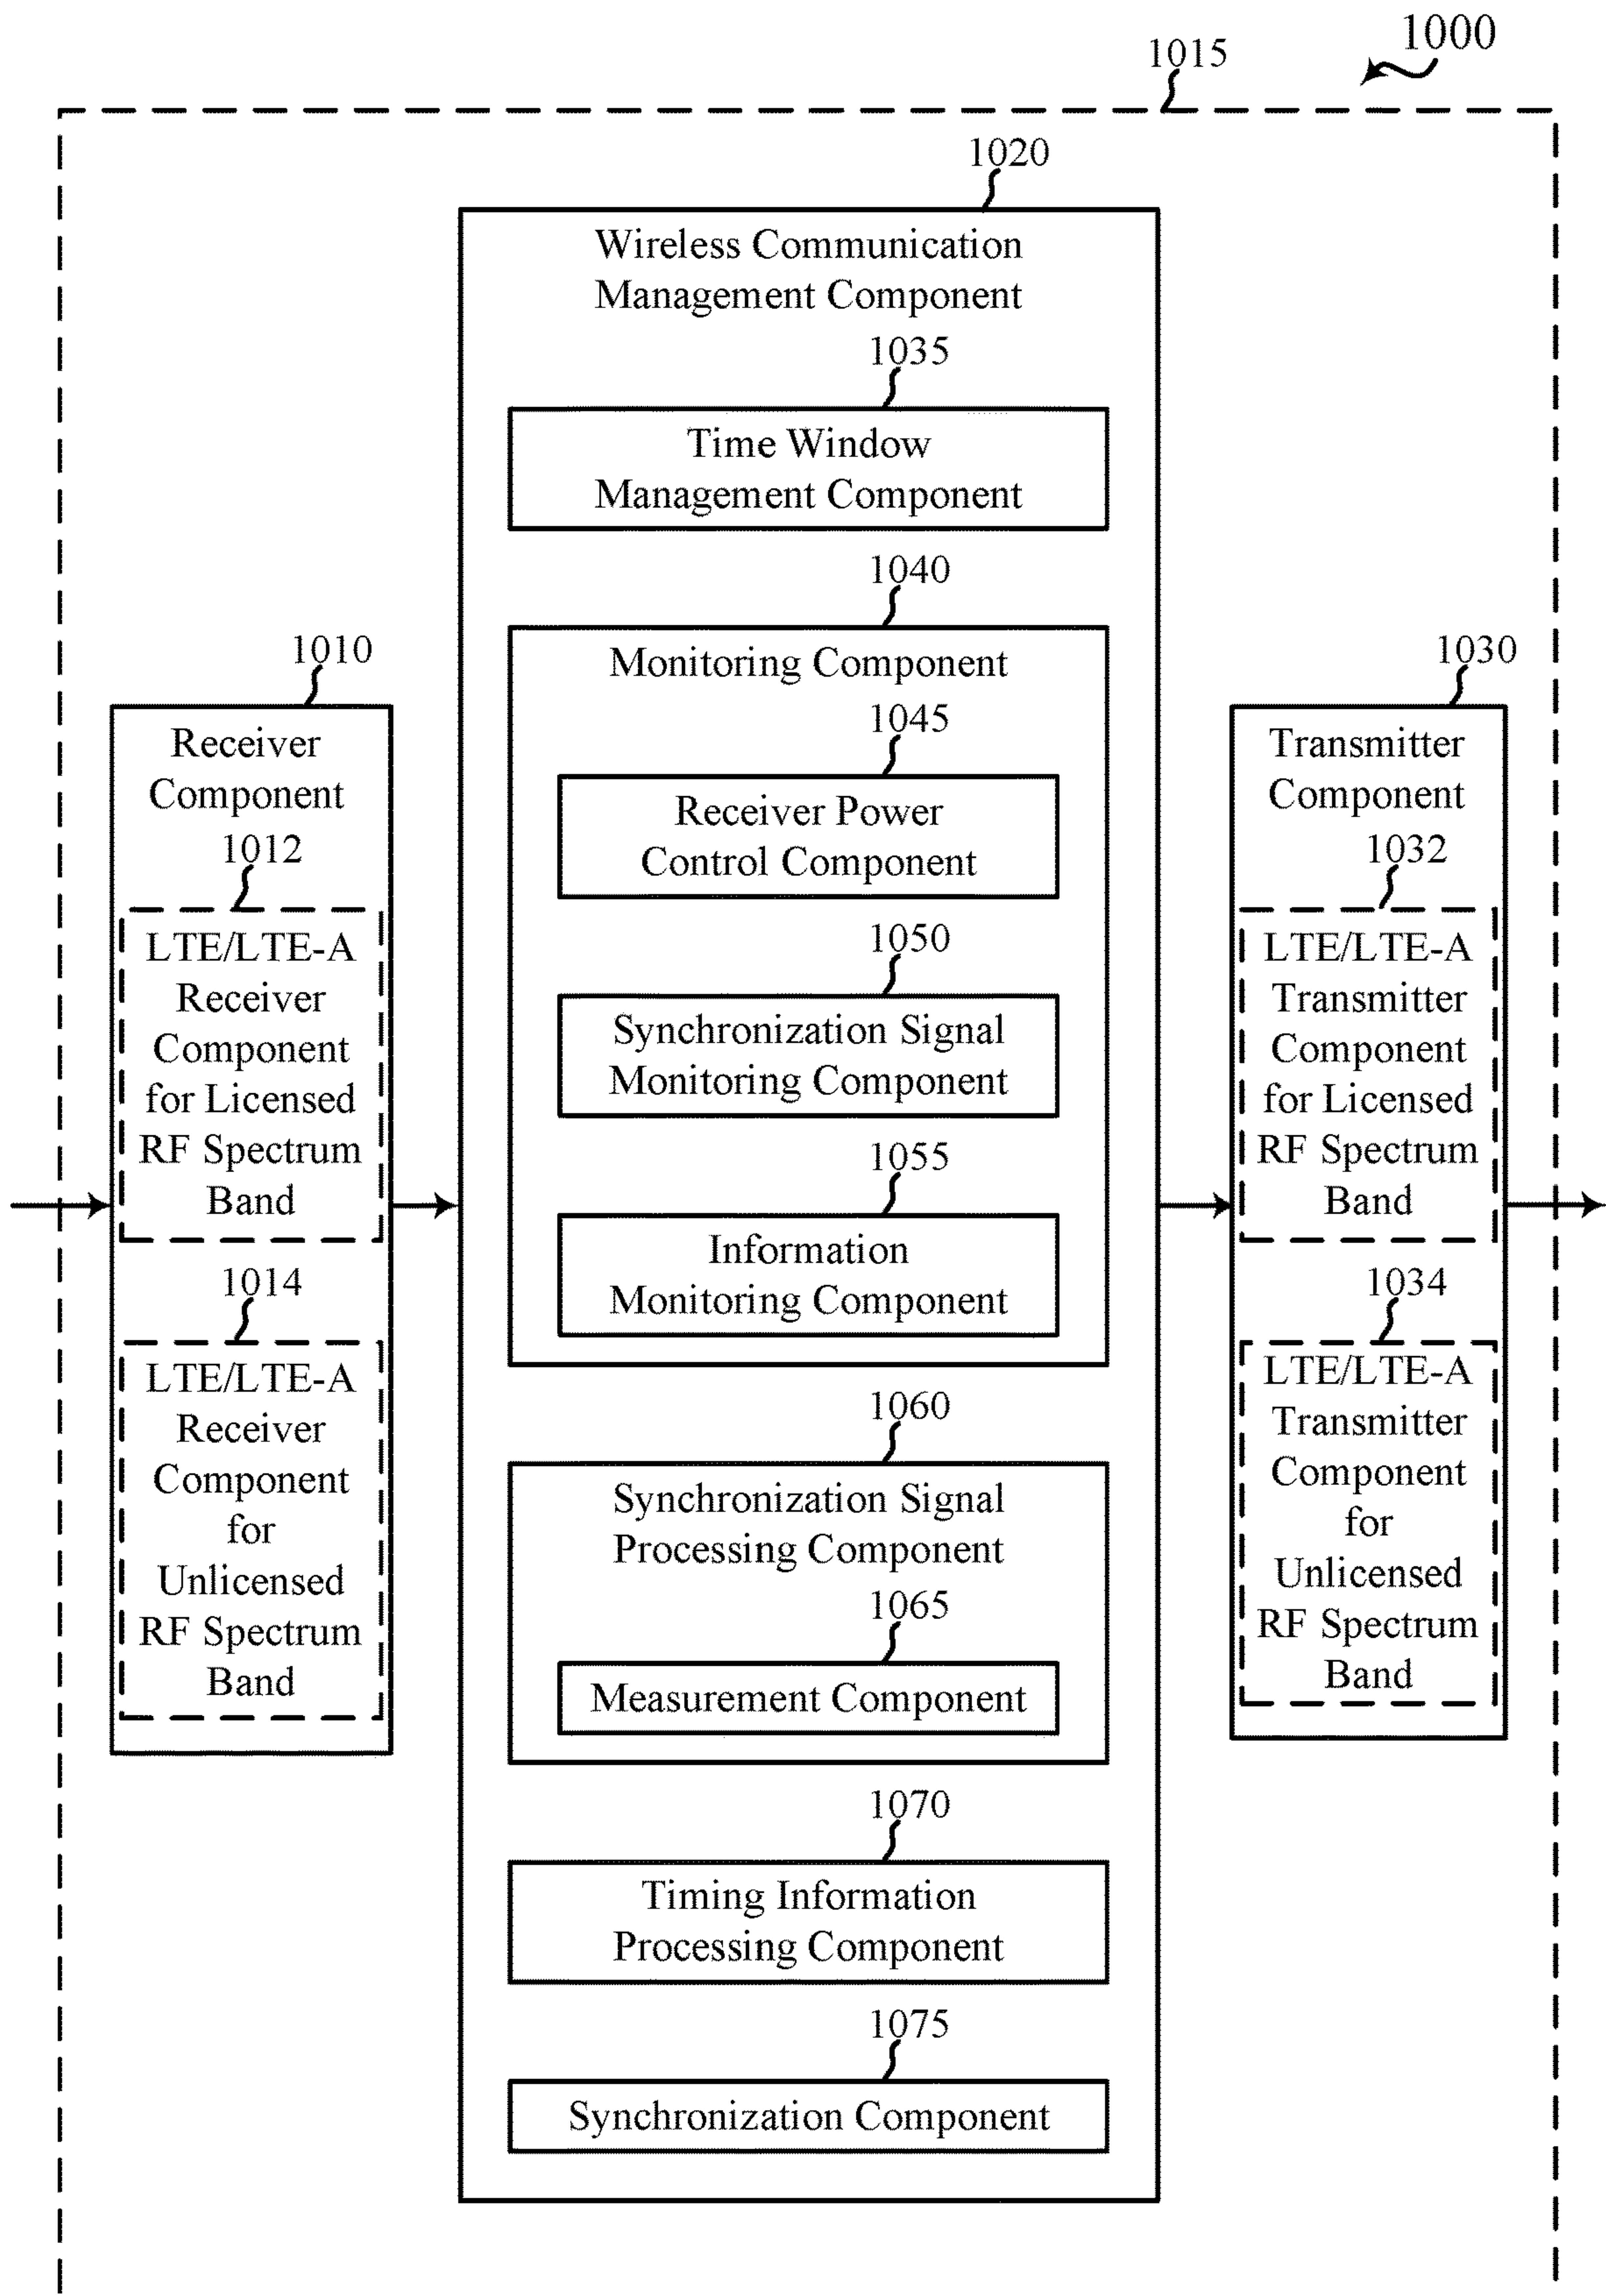 1000
1015
1020
Wireless Communication
Management Component
1035
Time Window
Management Component
1040
Monitoring Component
1045
Receiver Power
Control Component
1050
Synchronization Signal
Monitoring Component
1055
Information
Monitoring Component
1060
Synchronization Signal
Processing Component
1065
Measurement Component
1070
Timing Information
Processing Component
1075
Synchronization Component
1010
Receiver
Component
1012
LTE/LTE-A
Receiver
Component
for Licensed
RF Spectrum
Band
1014
LTE/LTE-A
Receiver
Component
for
Unlicensed
RF Spectrum
Band
1030
Transmitter
Component
1032
LTE/LTE-A
Transmitter
Component
for Licensed
RF Spectrum
Band
1034
LTE/LTE-A
Transmitter
Component
for
Unlicensed
RF Spectrum
Band